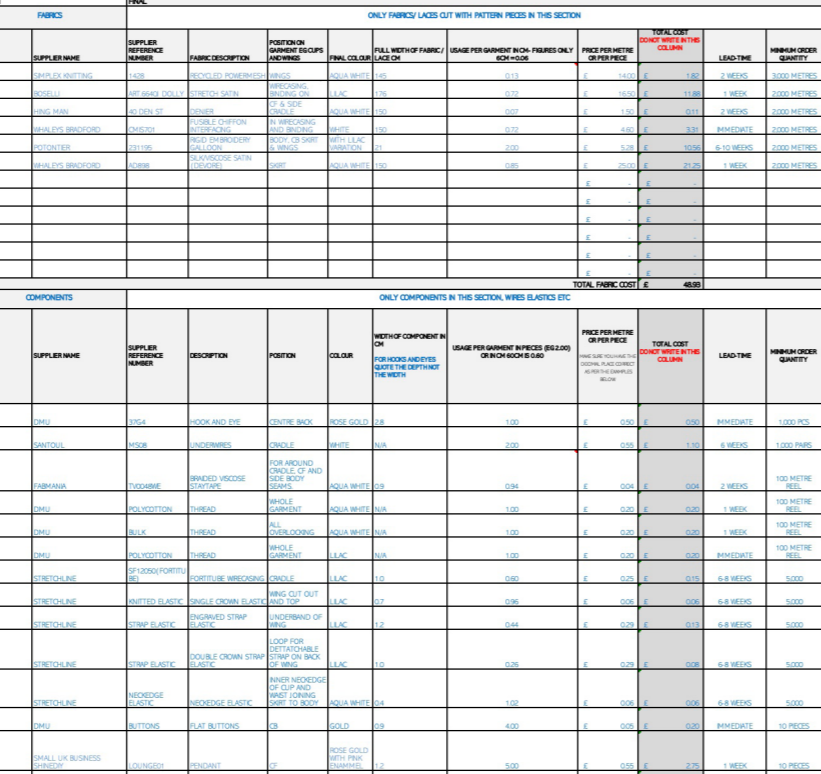 FINAL
FABRICS ONLY FABRICS/ LACES CUT WITH PATTERN PIECES IN THIS SECTION
SUPPLIER NAME SUPPLIER REFERENCE NUMBER FABRIC DESCRIPTION POSITION ON GARMENT EG CUPS AND WINGS FINAL COLOUR FULL WIDTH OF FABRIC / LACE CM USAGE PER GARMENT IN CM- FIGURES ONLY 6CM = 0.06 PRICE PER METRE OR PER PIECE TOTAL COST DO NOT WRITE IN THIS COLUMN LEAD-TIME MINIMUM ORDER QUANTITY
SIMPLEX KNITTING 1428 RECYCLED POWERMESH WINGS AQUA WHITE 145 0.13 £ 14.00 £ 1.82 2 WEEKS 3,000 METRES
BOSELLI ART 6640I DOLLY STRETCH SATIN WIRECASING, BINDING ON LILAC 176 0.72 £ 16.50 £ 11.88 1 WEEK 2,000 METRES
HING MAN 40 DEN ST DENIER CF & SIDE CRADLE AQUA WHITE 150 0.07 £ 1.50 £ 0.11 2 WEEKS 2,000 METRES
WHALEYS BRADFORD CMIS701 FUSIBLE CHIFFON INTERFACING IN WIRECASING AND BINDING WHITE 150 0.72 £ 4.60 £ 3.31 IMMEDIATE 2,000 METRES
POTONTIER 231195 RIGID EMBROIDERY GALLOON BODY, CB SKIRT & WINGS WITH LILAC VARIATION 21 2.00 £ 5.28 £ 10.56 6-10 WEEKS 2,000 METRES
WHALEYS BRADFORD AD898 SILK/VISCOSE SATIN (DEVORE) SKIRT AQUA WHITE 150 0.85 £ 25.00 £ 21.25 1 WEEK 2,000 METRES
£ - £ -
£ - £ -
£ - £ -
£ - £ -
£ - £ -
£ - £ -
TOTAL FABRIC COST £ 48.93
COMPONENTS ONLY COMPONENTS IN THIS SECTION, WIRES ELASTICS ETC
SUPPLIER NAME SUPPLIER REFERENCE NUMBER DESCRIPTION POSITION COLOUR WIDTH OF COMPONENT IN CM FOR HOOKS AND EYES QUOTE THE DEPTH NOT THE WIDTH USAGE PER GARMENT IN PIECES (EG 2.00) OR IN CM 60CM IS 0.60 PRICE PER METRE OR PER PIECE MAKE SURE YOU HAVE THE DECIMAL PLACE CORRECT AS PER THE EXAMPLES BELOW TOTAL COST DO NOT WRITE IN THIS COLUMN LEAD-TIME MINIMUM ORDER QUANTITY
DMU 37G4 HOOK AND EYE CENTRE BACK ROSE GOLD 2.8 1.00 £ 0.50 £ 0.50 IMMEDIATE 1,000 PCS
SANTOUL MS08 UNDERWIRES CRADLE WHITE N/A 2.00 £ 0.55 £ 1.10 6 WEEKS 1,000 PAIRS
FABMANIA TV0048WE BRAIDED VISCOSE STAYTAPE FOR AROUND CRADLE, CF AND SIDE BODY SEAMS. AQUA WHITE 0.9 0.94 £ 0.04 £ 0.04 2 WEEKS 100 METRE REEL
DMU POLYCOTTON THREAD WHOLE GARMENT AQUA WHITE N/A 1.00 £ 0.20 £ 0.20 1 WEEK 100 METRE REEL
DMU BULK THREAD ALL OVERLOCKING AQUA WHITE N/A 1.00 £ 0.20 £ 0.20 1 WEEK 100 METRE REEL
DMU POLYCOTTON THREAD WHOLE GARMENT LILAC N/A 1.00 £ 0.20 £ 0.20 IMMEDIATE 100 METRE REEL
STRETCHLINE SF12050(FORTITU BE) FORTITUBE WIRECASING CRADLE LILAC 1.0 0.60 £ 0.25 £ 0.15 6-8 WEEKS 5,000
STRETCHLINE KNITTED ELASTIC SINGLE CROWN ELASTIC WING CUT OUT AND TOP LILAC 0.7 0.96 £ 0.06 £ 0.06 6-8 WEEKS 5,000
STRETCHLINE STRAP ELASTIC ENGRAVED STRAP ELASTIC UNDERBAND OF WING LILAC 1.2 0.44 £ 0.29 £ 0.13 6-8 WEEKS 5,000
STRETCHLINE STRAP ELASTIC DOUBLE CROWN STRAP ELASTIC LOOP FOR DETTATCHABLE STRAP ON BACK OF WING LILAC 1.0 0.26 £ 0.29 £ 0.08 6-8 WEEKS 5,000
STRETCHLINE NECKEDGE ELASTIC NECKEDGE ELASTIC INNER NECKEDGE OF CUP AND WAIST JOINING SKIRT TO BODY AQUA WHITE 0.4 1.02 £ 0.06 £ 0.06 6-8 WEEKS 5,000
DMU BUTTONS FLAT BUTTONS CB GOLD 0.9 4.00 £ 0.05 £ 0.20 IMMEDIATE 10 PIECES
SMALL UK BUSINESS SHINEDIY LOUNGE01 PENDANT CF ROSE GOLD WITH PINK ENAMMEL 1.2 5.00 £ 0.55 £ 2.75 1 WEEK 10 PIECES